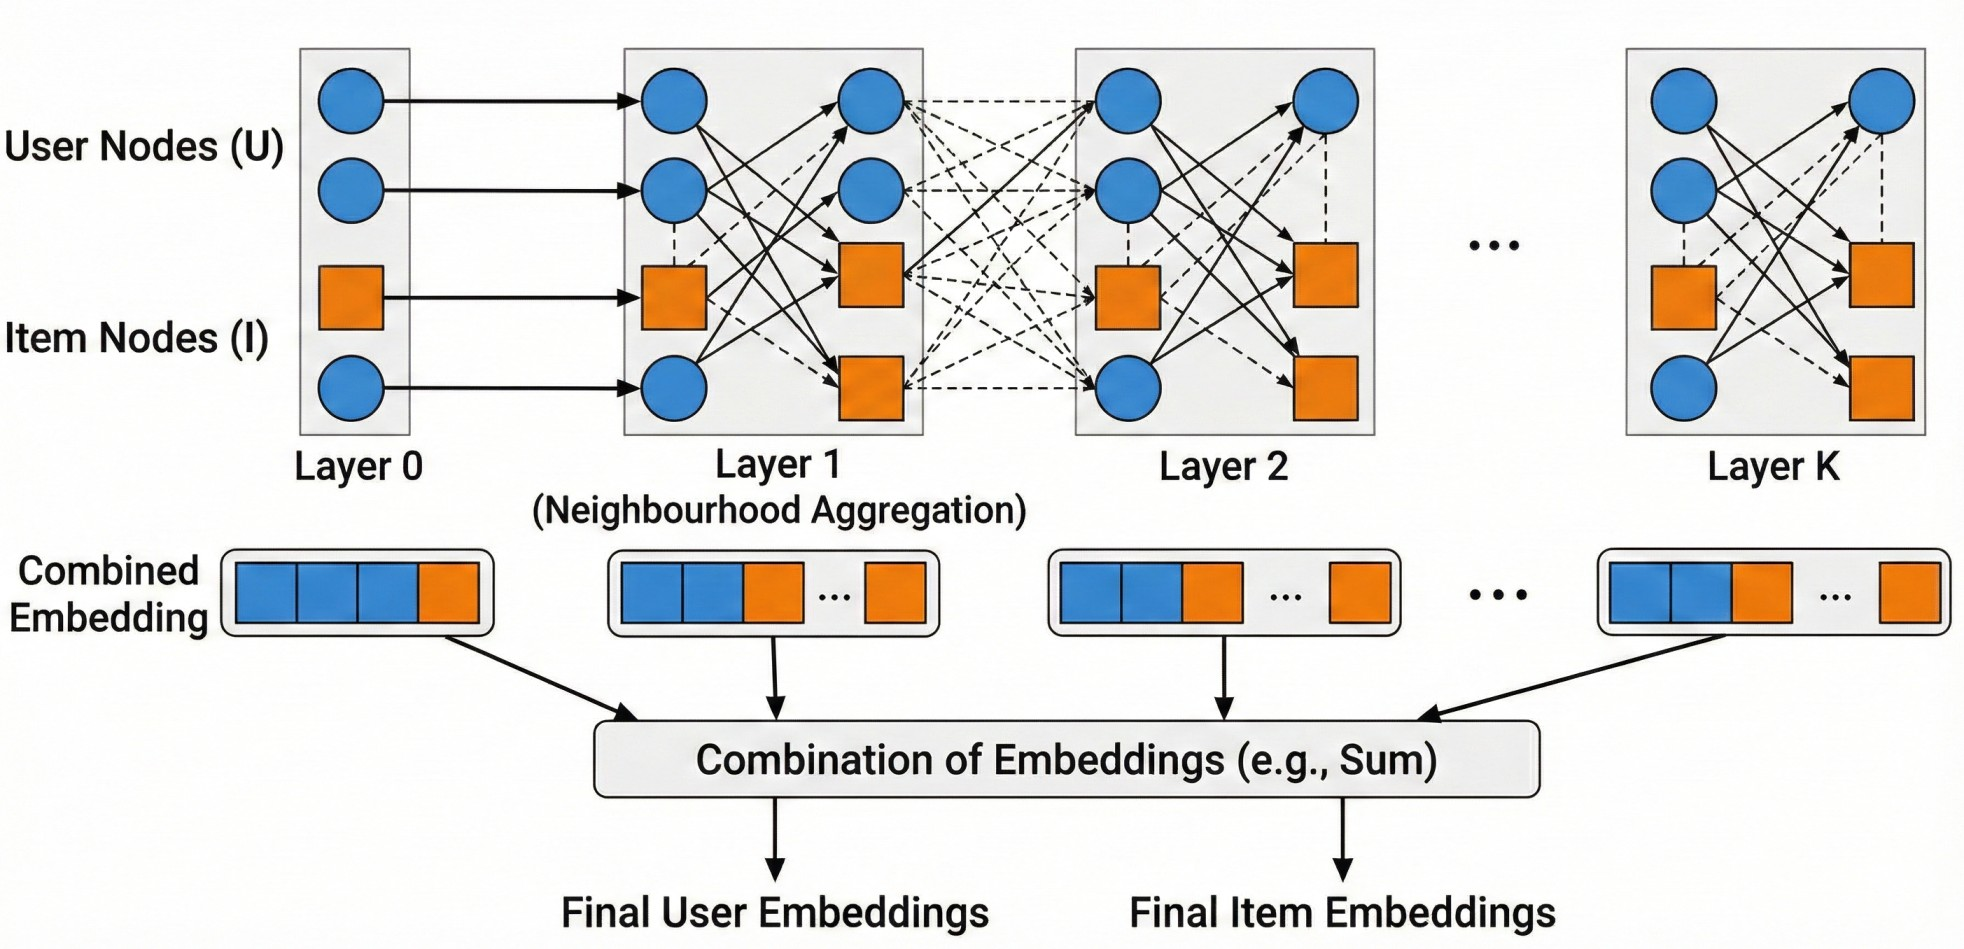 User Nodes (U)
Item Nodes (I)
Layer 0
Layer 1
(Neighbourhood Aggregation)
Layer 2
...
Layer K
Combined
Embedding
...
...
...
...
Combination of Embeddings (e.g., Sum)
Final User Embeddings
Final Item Embeddings